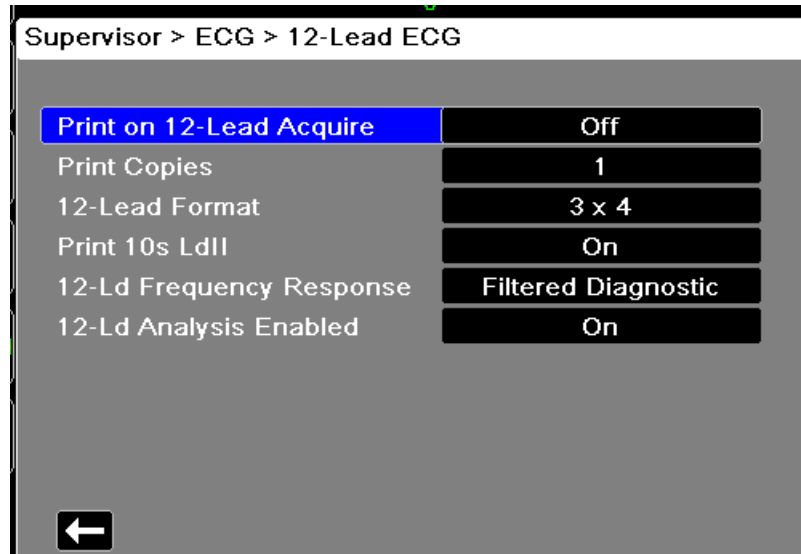 Supervisor > ECG > 12-Lead ECG
Print on 12-Lead Acquire Off
Print Copies 1
12-Lead Format 3 x 4
Print 10s LdII On
12-Ld Frequency Response Filtered Diagnostic
12-Ld Analysis Enabled On